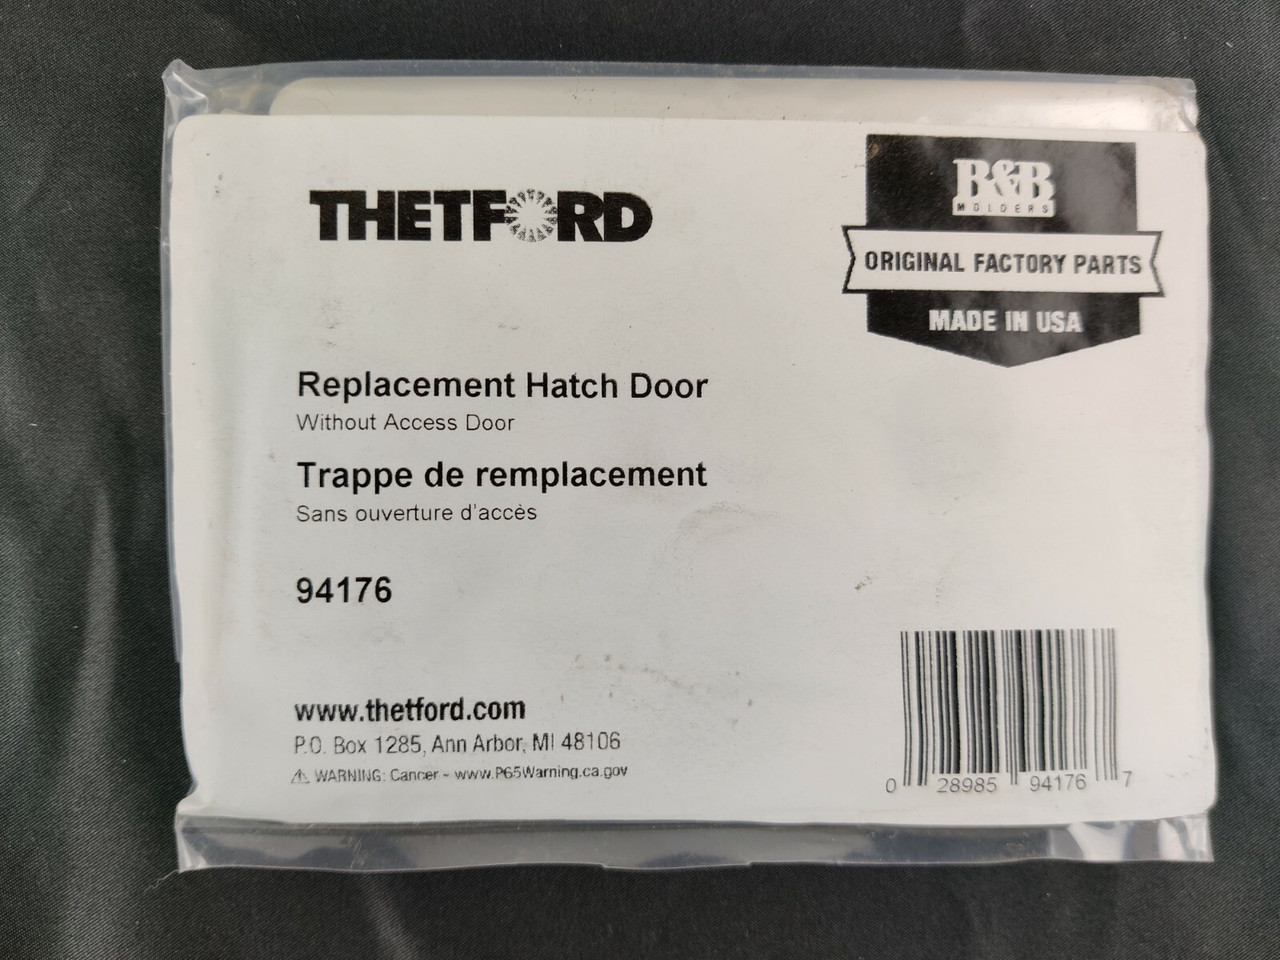 THETFORD
B&B
MOLDERS
ORIGINAL FACTORY PARTS
MADE IN USA
Replacement Hatch Door
Without Access Door
Trappe de remplacement
Sans ouverture d'accès
94176
www.thetford.com
P.O. Box 1285, Ann Arbor, MI 48106
⚠ WARNING: Cancer - www.P65Warning.ca.gov
0 28985 94176 7